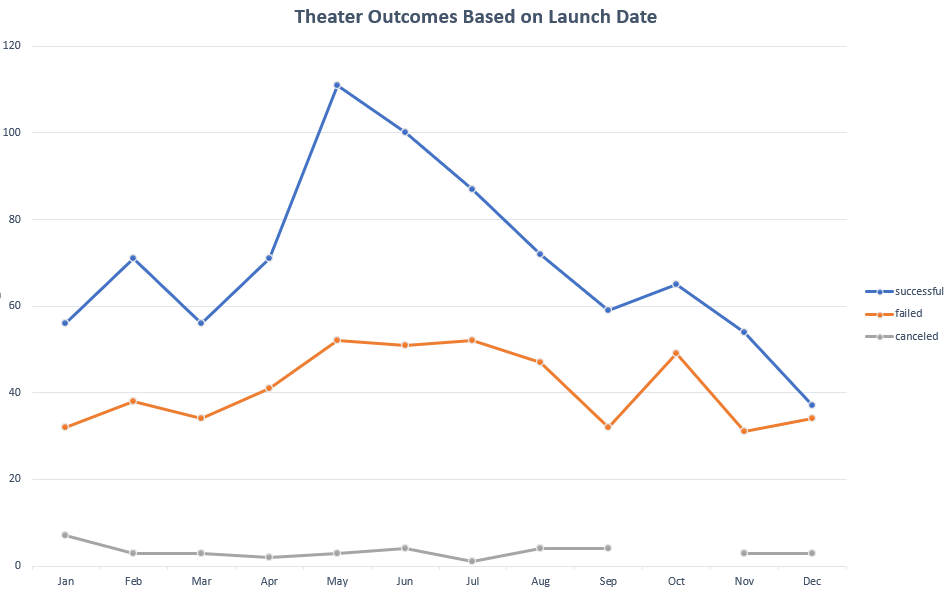 Theater Outcomes Based on Launch Date
120
100
80
60
40
20
0
Jan Feb Mar Apr May Jun Jul Aug Sep Oct Nov Dec
successful
failed
canceled